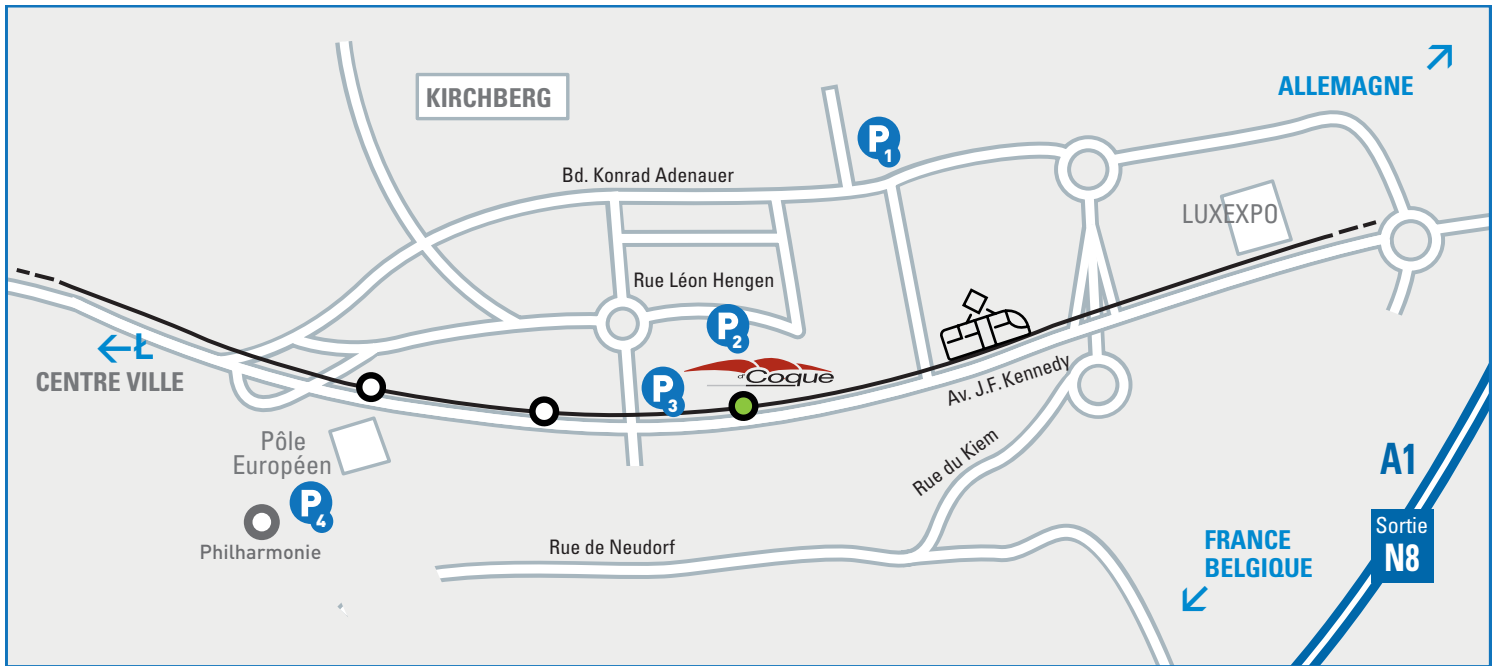 KIRCHBERG
ALLEMAGNE
P1
Bd. Konrad Adenauer
LUXEXPO
Rue Léon Hengen
P2
Ł
CENTRE VILLE
d'Coque
P3
Av. J.F. Kennedy
Pôle
Européen
Rue du Kiem
A1
P4
Philharmonie
Sortie
N8
Rue de Neudorf
FRANCE
BELGIQUE